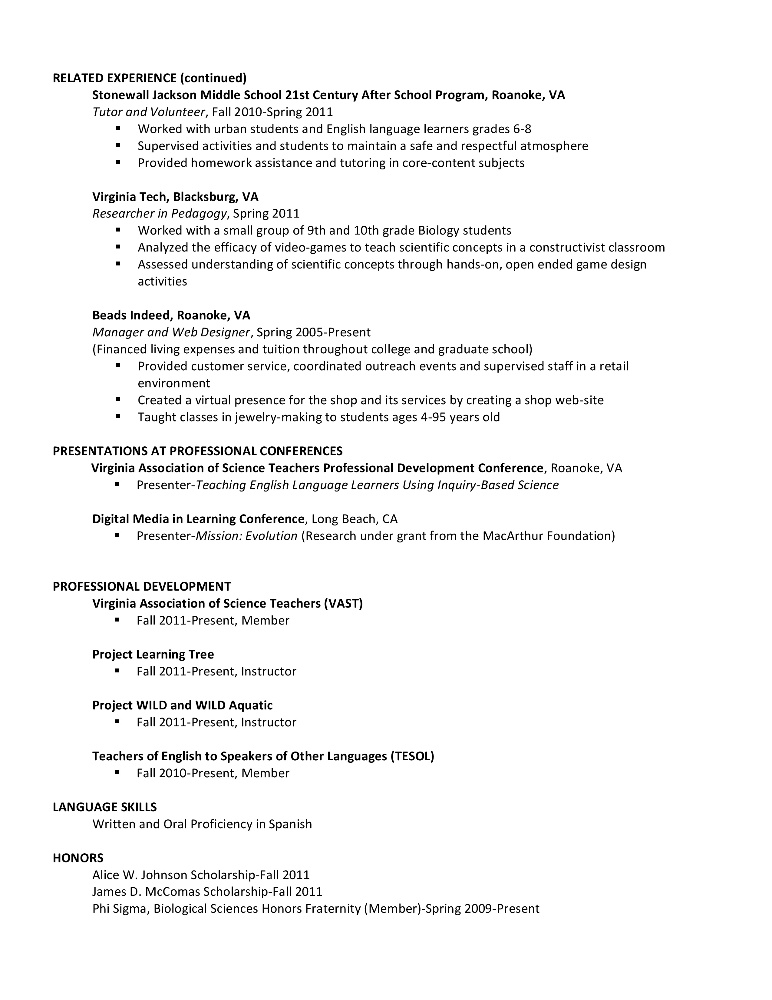 RELATED EXPERIENCE (continued)
Stonewall Jackson Middle School 21st Century After School Program, Roanoke, VA
Tutor and Volunteer, Fall 2010-Spring 2011
▪ Worked with urban students and English language learners grades 6-8
▪ Supervised activities and students to maintain a safe and respectful atmosphere
▪ Provided homework assistance and tutoring in core-content subjects
Virginia Tech, Blacksburg, VA
Researcher in Pedagogy, Spring 2011
▪ Worked with a small group of 9th and 10th grade Biology students
▪ Analyzed the efficacy of video-games to teach scientific concepts in a constructivist classroom
▪ Assessed understanding of scientific concepts through hands-on, open ended game design
activities
Beads Indeed, Roanoke, VA
Manager and Web Designer, Spring 2005-Present
(Financed living expenses and tuition throughout college and graduate school)
▪ Provided customer service, coordinated outreach events and supervised staff in a retail
environment
▪ Created a virtual presence for the shop and its services by creating a shop web-site
▪ Taught classes in jewelry-making to students ages 4-95 years old
PRESENTATIONS AT PROFESSIONAL CONFERENCES
Virginia Association of Science Teachers Professional Development Conference, Roanoke, VA
▪ Presenter-Teaching English Language Learners Using Inquiry-Based Science
Digital Media in Learning Conference, Long Beach, CA
▪ Presenter-Mission: Evolution (Research under grant from the MacArthur Foundation)
PROFESSIONAL DEVELOPMENT
Virginia Association of Science Teachers (VAST)
▪ Fall 2011-Present, Member
Project Learning Tree
▪ Fall 2011-Present, Instructor
Project WILD and WILD Aquatic
▪ Fall 2011-Present, Instructor
Teachers of English to Speakers of Other Languages (TESOL)
▪ Fall 2010-Present, Member
LANGUAGE SKILLS
Written and Oral Proficiency in Spanish
HONORS
Alice W. Johnson Scholarship-Fall 2011
James D. McComas Scholarship-Fall 2011
Phi Sigma, Biological Sciences Honors Fraternity (Member)-Spring 2009-Present